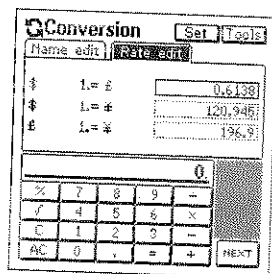 Conversion Set Tools
Name edit Rate edit
$ 1.= £ 0.6138
$ 1.= ¥ 120.945
£ 1.= ¥ 196.9
0.
% 7 8 9 −
√ 4 5 6 ×
C 1 2 3 −
AC 0 . = + NEXT